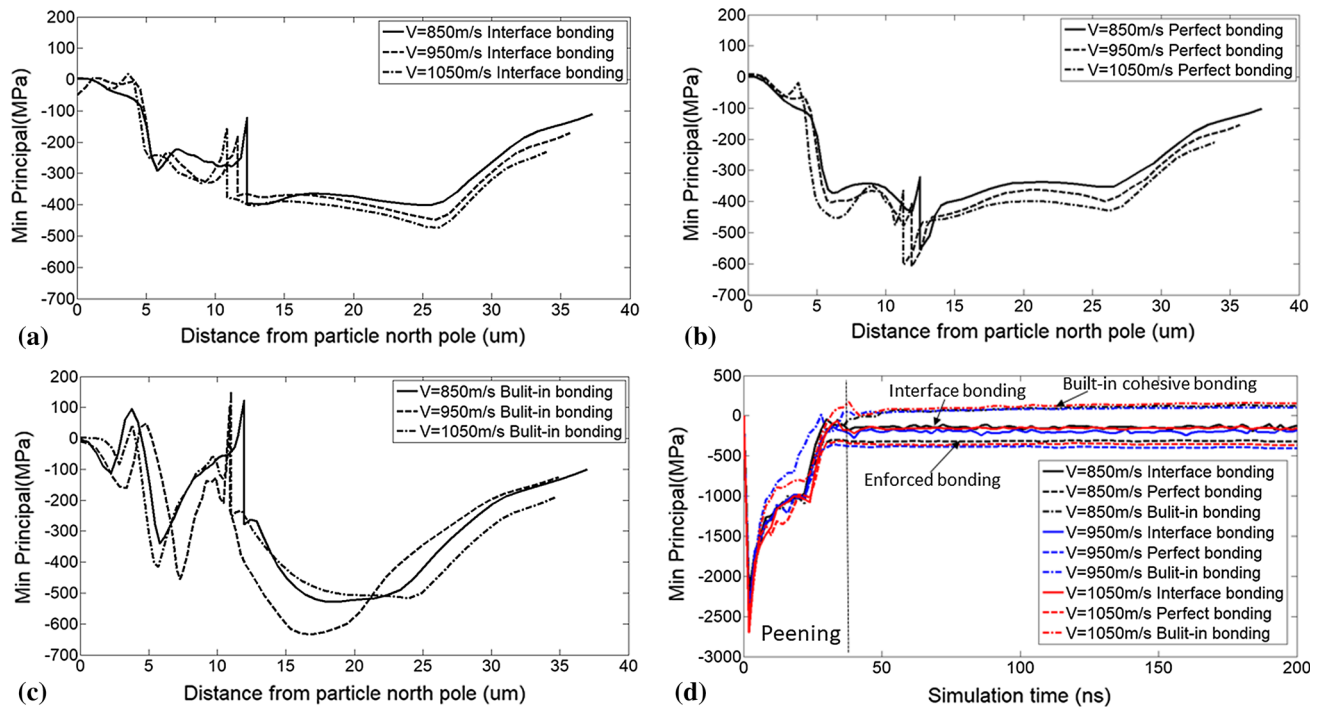 200
100
0
-100
-200
-300
-400
-500
-600
-700
Min Principal(MPa)
V=850m/s Interface bonding
V=950m/s Interface bonding
V=1050m/s Interface bonding
0 5 10 15 20 25 30 35 40
Distance from particle north pole (um)
(a)
200
100
0
-100
-200
-300
-400
-500
-600
-700
Min Principal(MPa)
V=850m/s Perfect bonding
V=950m/s Perfect bonding
V=1050m/s Perfect bonding
0 5 10 15 20 25 30 35 40
Distance from particle north pole (um)
(b)
200
100
0
-100
-200
-300
-400
-500
-600
-700
Min Principal(MPa)
V=850m/s Bulit-in bonding
V=950m/s Bulit-in bonding
V=1050m/s Bulit-in bonding
0 5 10 15 20 25 30 35 40
Distance from particle north pole (um)
(c)
500
0
-500
-1000
-1500
-2000
-2500
-3000
Min Principal(MPa)
Interface bonding
Built-in cohesive bonding
Enforced bonding
Peening
V=850m/s Interface bonding
V=850m/s Perfect bonding
V=850m/s Bulit-in bonding
V=950m/s Interface bonding
V=950m/s Perfect bonding
V=950m/s Bulit-in bonding
V=1050m/s Interface bonding
V=1050m/s Perfect bonding
V=1050m/s Bulit-in bonding
0 50 100 150 200
Simulation time (ns)
(d)